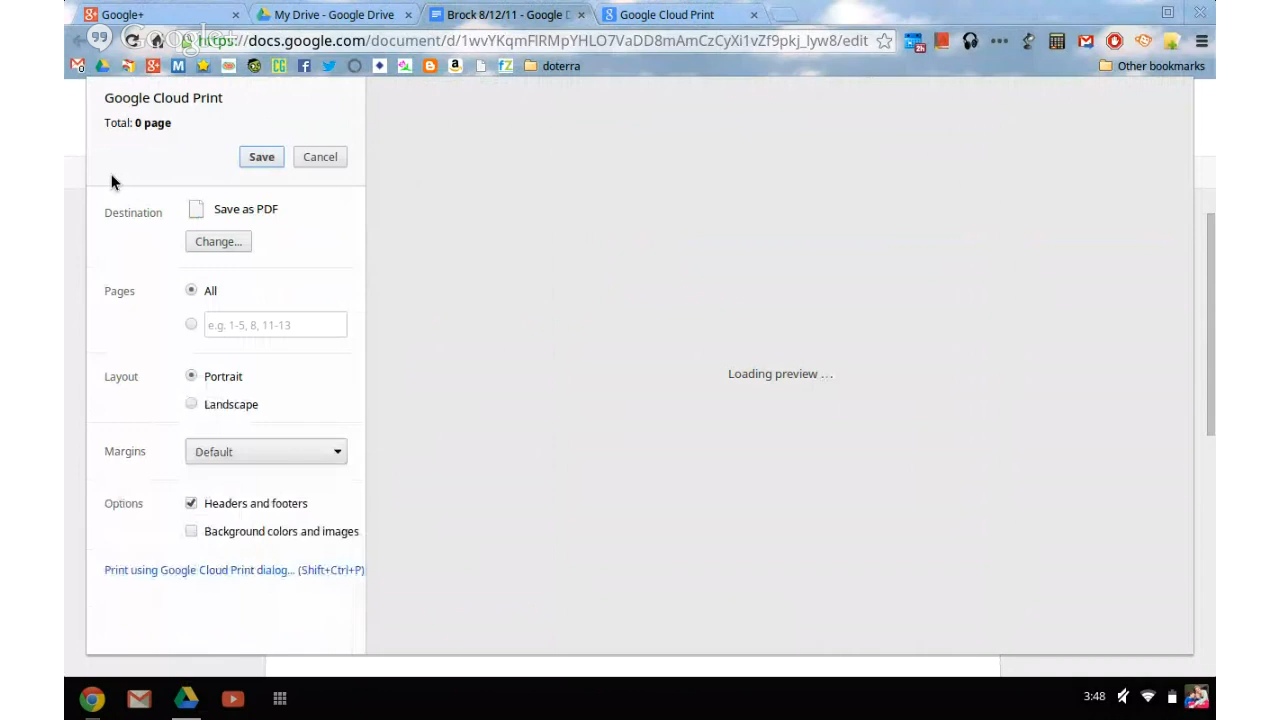 Google+ × My Drive - Google Drive × Brock 8/12/11 - Google D × Google Cloud Print ×
https://docs.google.com/document/d/1wvYKqmFlRMpYHLO7VaDD8mAmCzCyXi1vZf9pkj_lyw8/edit
doterra Other bookmarks
Google Cloud Print
Total: 0 page
Save Cancel
Destination Save as PDF
Change...
Pages All
e.g. 1-5, 8, 11-13
Layout Portrait
Landscape
Loading preview ...
Margins Default
Options Headers and footers
Background colors and images
Print using Google Cloud Print dialog... (Shift+Ctrl+P)
3:48